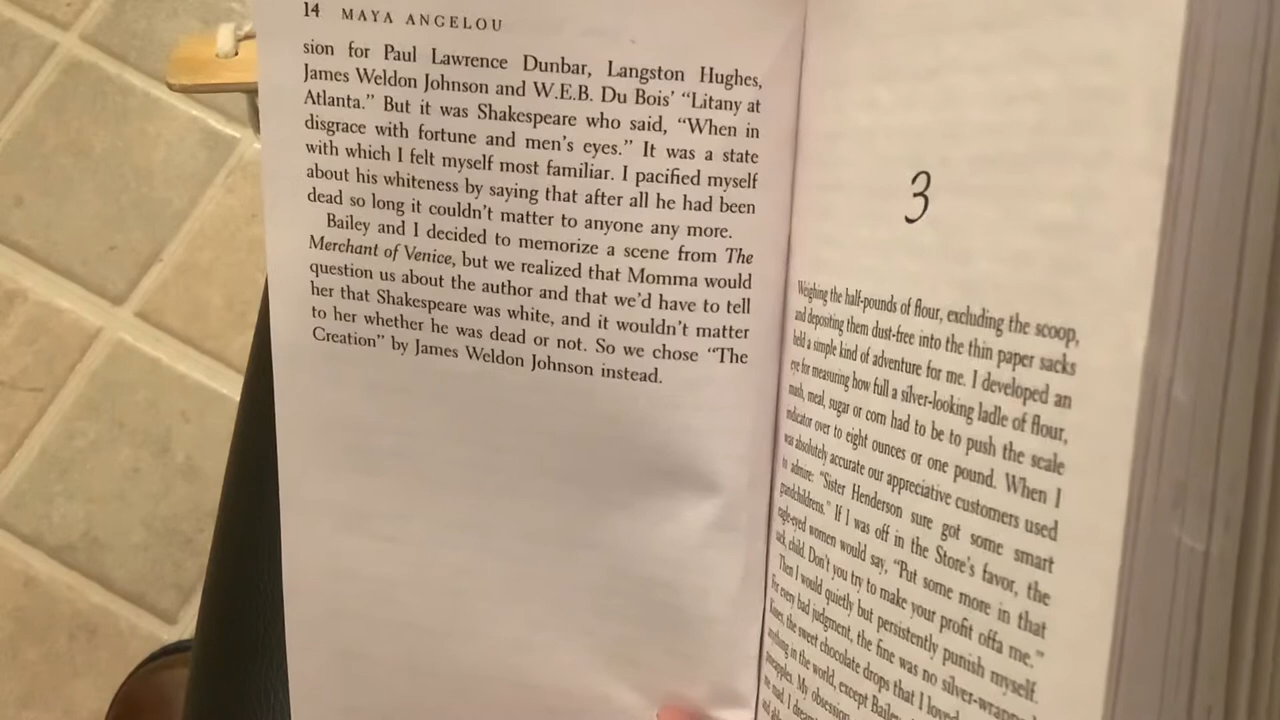 14 MAYA ANGELOU
sion for Paul Lawrence Dunbar, Langston Hughes,
James Weldon Johnson and W.E.B. Du Bois' “Litany at
Atlanta.” But it was Shakespeare who said, “When in
disgrace with fortune and men's eyes.” It was a state
with which I felt myself most familiar. I pacified myself
about his whiteness by saying that after all he had been
dead so long it couldn't matter to anyone any more.
Bailey and I decided to memorize a scene from The
Merchant of Venice, but we realized that Momma would
question us about the author and that we'd have to tell
her that Shakespeare was white, and it wouldn't matter
to her whether he was dead or not. So we chose “The
Creation” by James Weldon Johnson instead.
3
Weighing the half-pounds of flour, excluding the scoop,
and depositing them dust-free into the thin paper sacks
held a simple kind of adventure for me. I developed an
eye for measuring how full a silver-looking ladle of flour,
mash, meal, sugar or corn had to be to push the scale
indicator over to eight ounces or one pound. When I
was absolutely accurate our appreciative customers used
to admire: “Sister Henderson sure got some smart
grandchildrens.” If I was off in the Store's favor, the
eagle-eyed women would say, “Put some more in that
sack, child. Don't you try to make your profit offa me.”
Then I would quietly but persistently punish myself.
For every bad judgment, the fine was no silver-wrapped
Kisses, the sweet chocolate drops that I loved
anything in the world, except Bailey
pineapples. My obsession
me mad. I